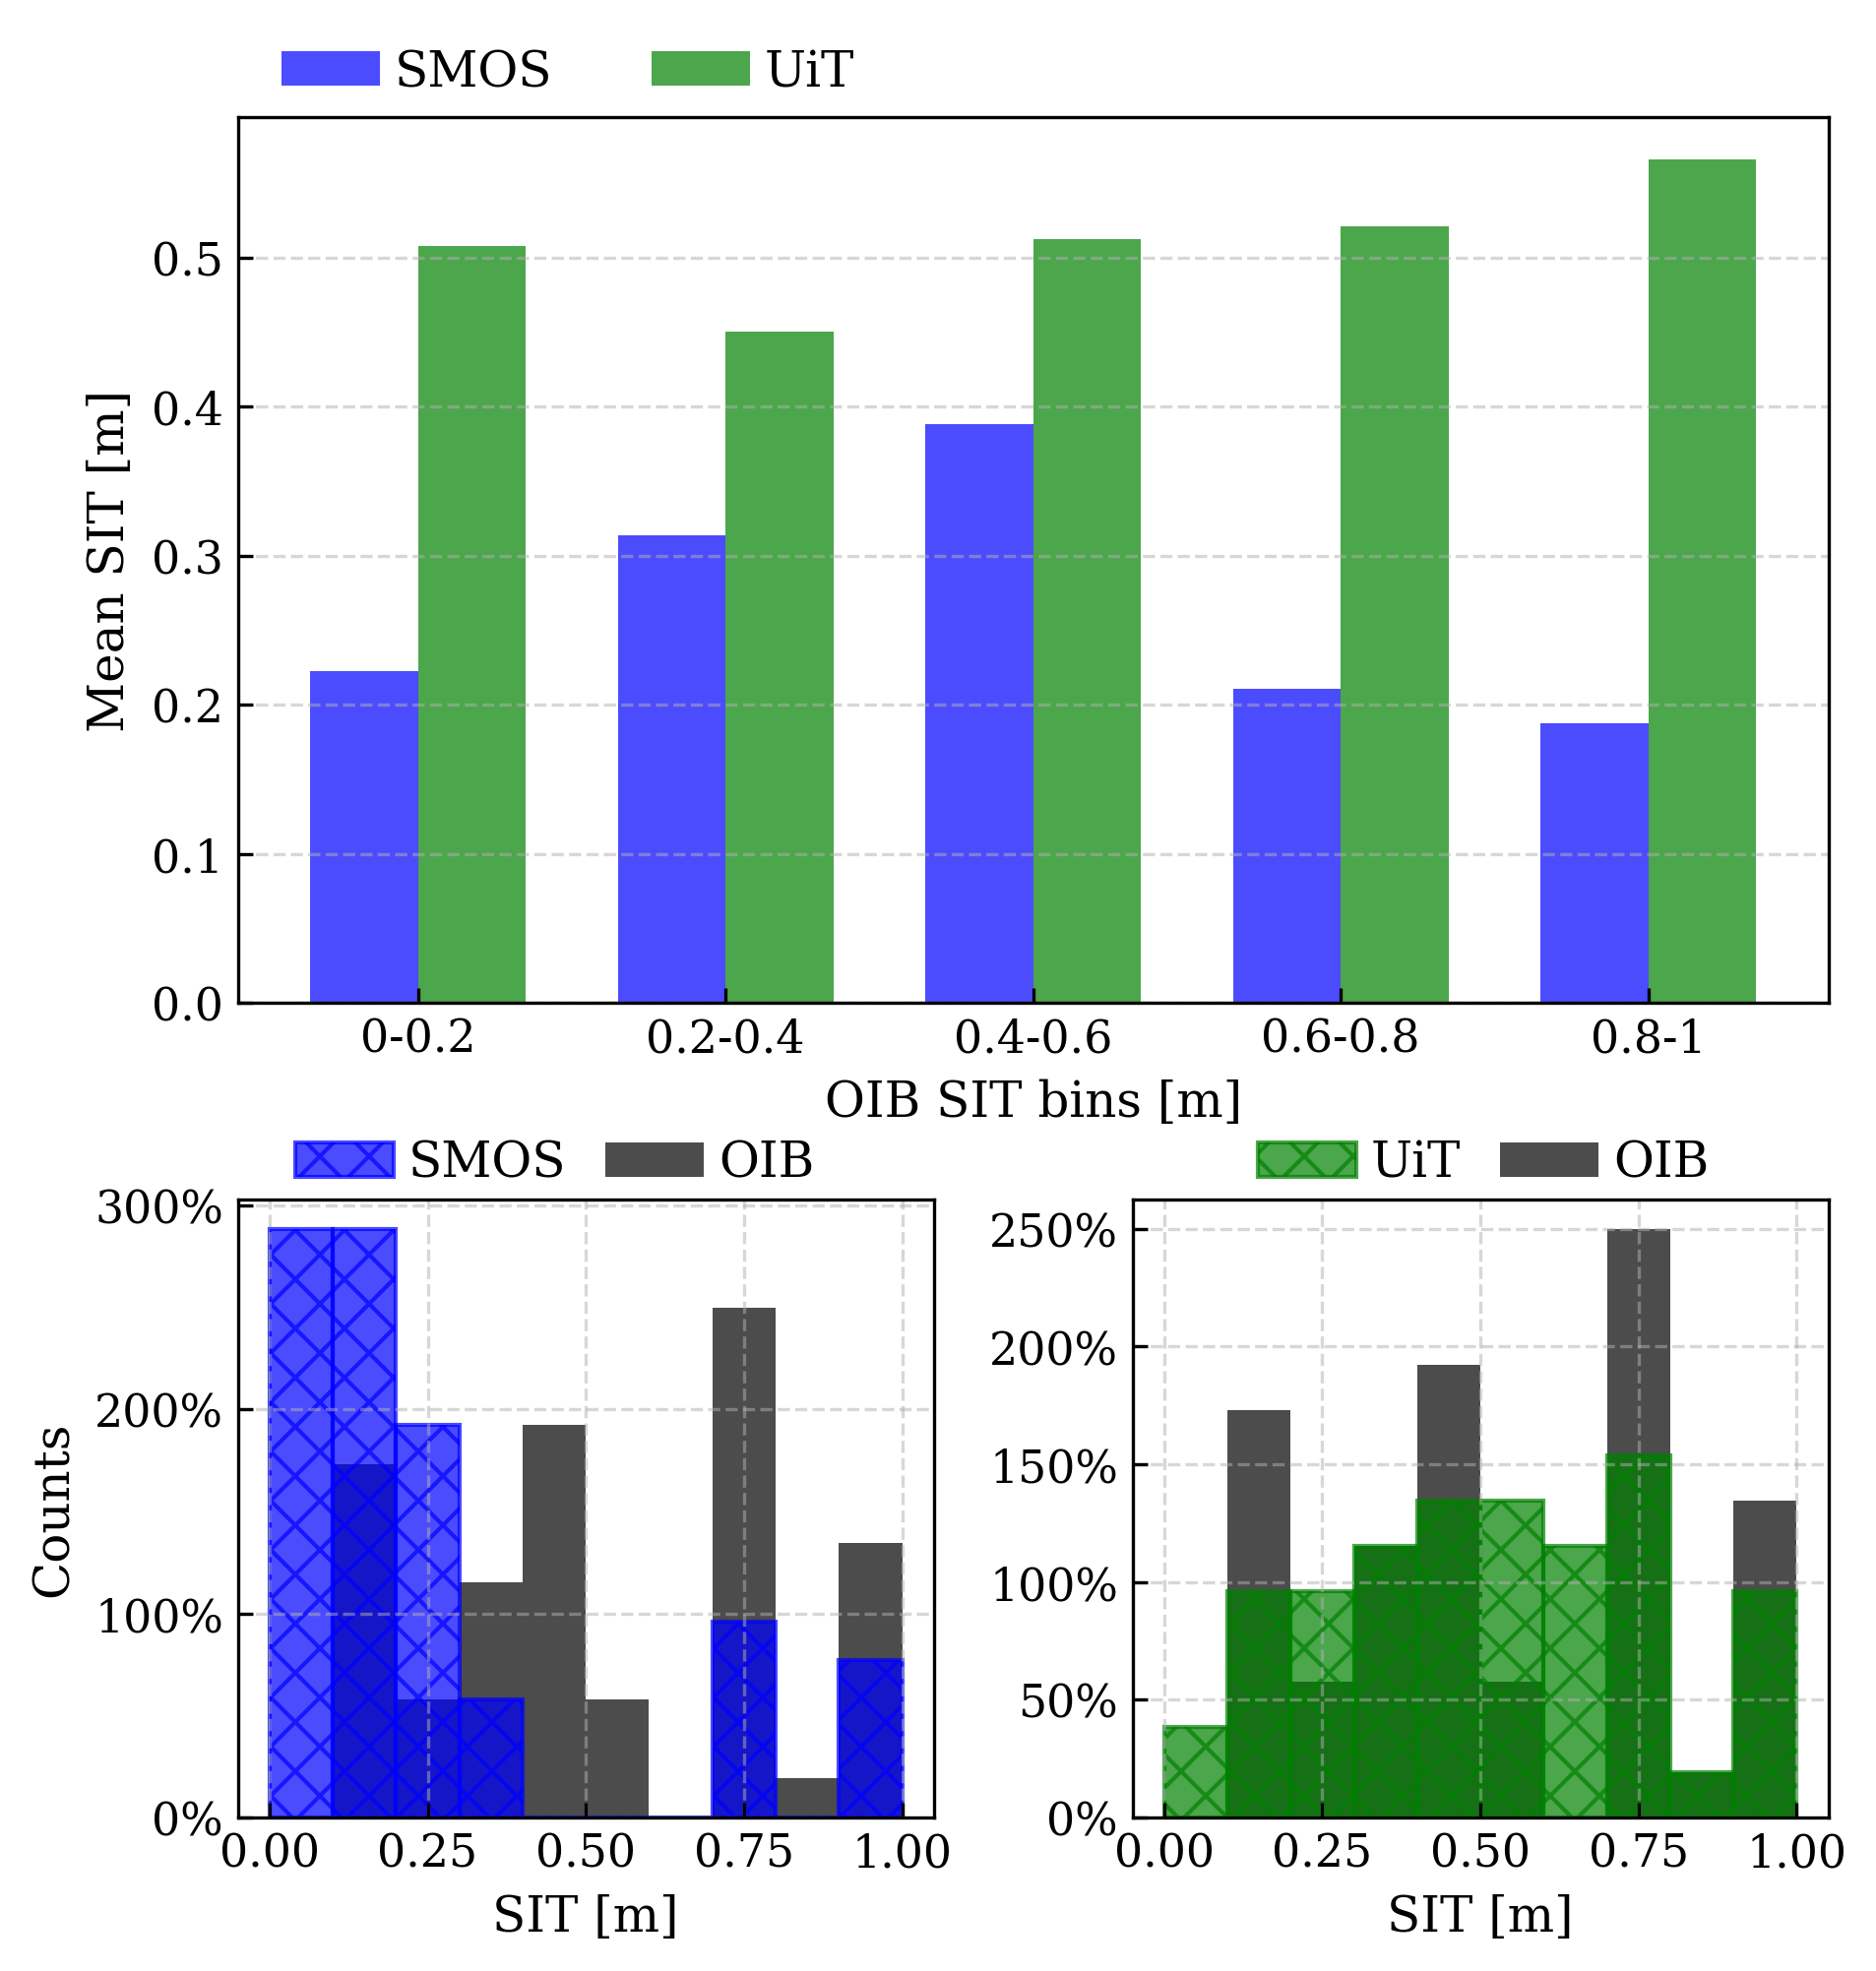 SMOS UiT
Mean SIT [m]
0.5
0.4
0.3
0.2
0.1
0.0
0-0.2 0.2-0.4 0.4-0.6 0.6-0.8 0.8-1
OIB SIT bins [m]
SMOS OIB
Counts
300%
200%
100%
0%
0.00 0.25 0.50 0.75 1.00
SIT [m]
UiT OIB
250%
200%
150%
100%
50%
0%
0.00 0.25 0.50 0.75 1.00
SIT [m]